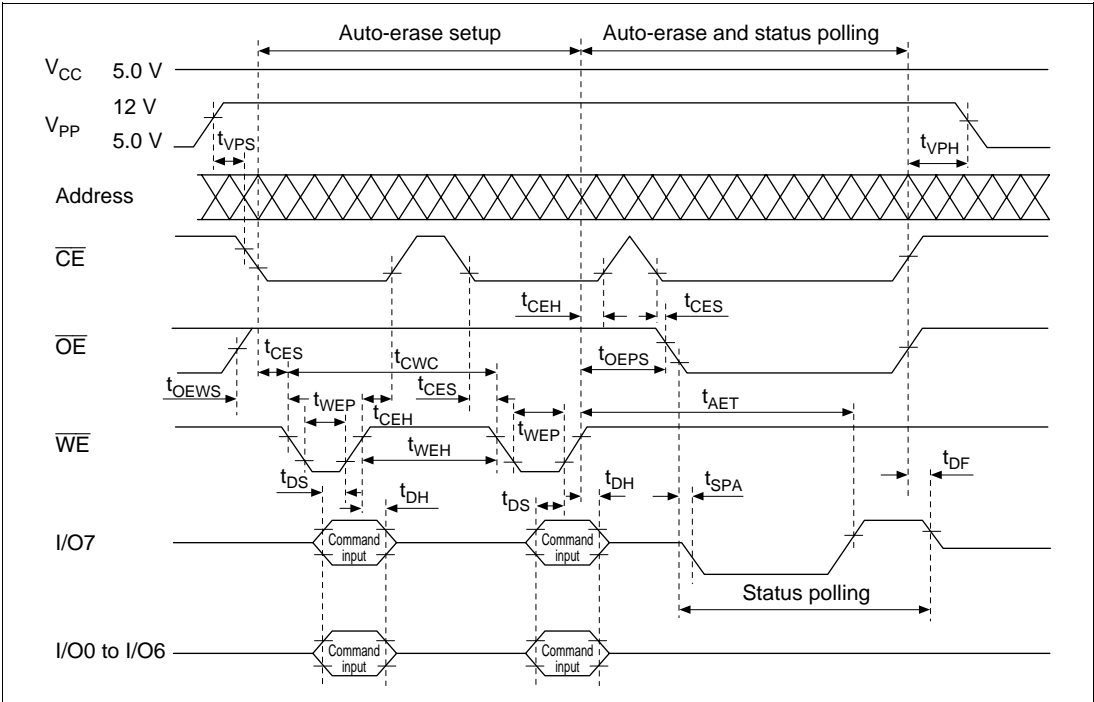 Auto-erase setup Auto-erase and status polling
VCC 5.0 V
12 V
VPP
5.0 V
tVPS tVPH
Address
CE
tCEH tCES
OE
tCES tCWC tOEPS
tOEWS tWEP tCES tAET
tCEH tWEP
WE
tWEH tDF
tDS tDH tDS tDH tSPA
I/O7 Command input Command input
Status polling
I/O0 to I/O6 Command input Command input